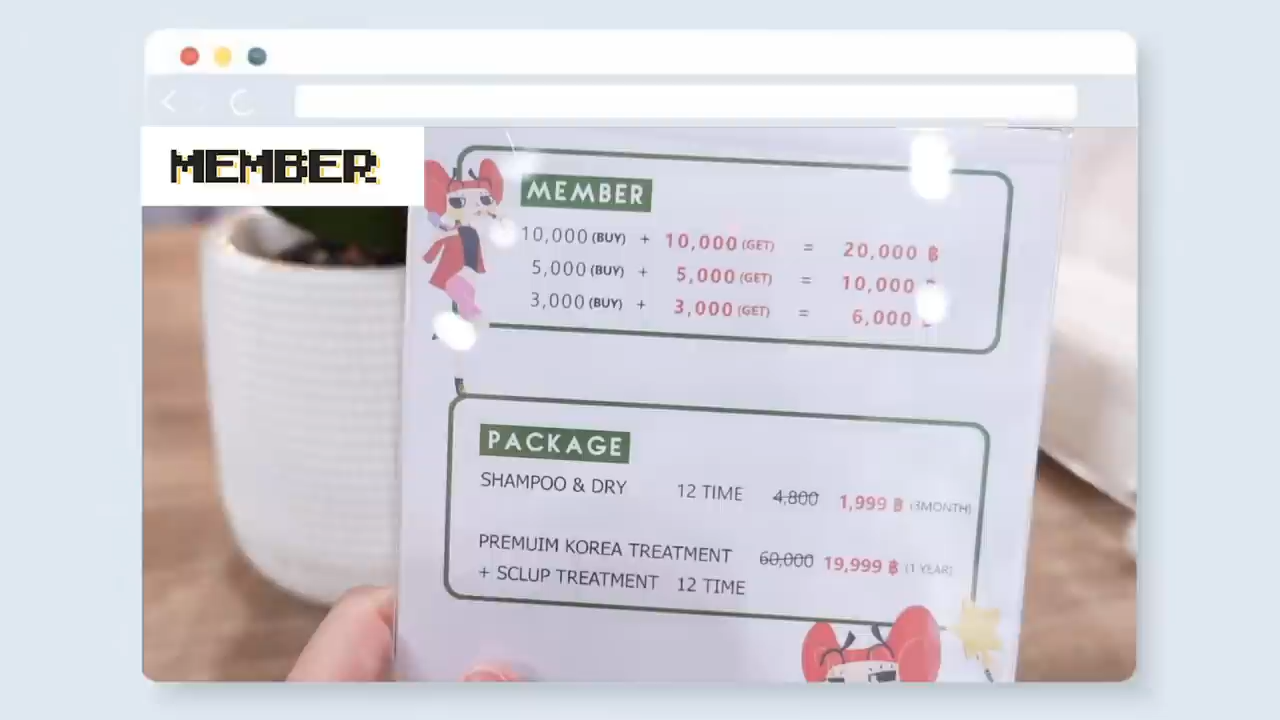 MEMBER
MEMBER
10,000 (BUY) + 10,000 (GET) = 20,000 ฿
5,000 (BUY) + 5,000 (GET) = 10,000
3,000 (BUY) + 3,000 (GET) = 6,000
PACKAGE
SHAMPOO & DRY 12 TIME 4,800 1,999 ฿ (3MONTH)
PREMUIM KOREA TREATMENT 60,000 19,999 ฿ (1 YEAR)
+ SCLUP TREATMENT 12 TIME